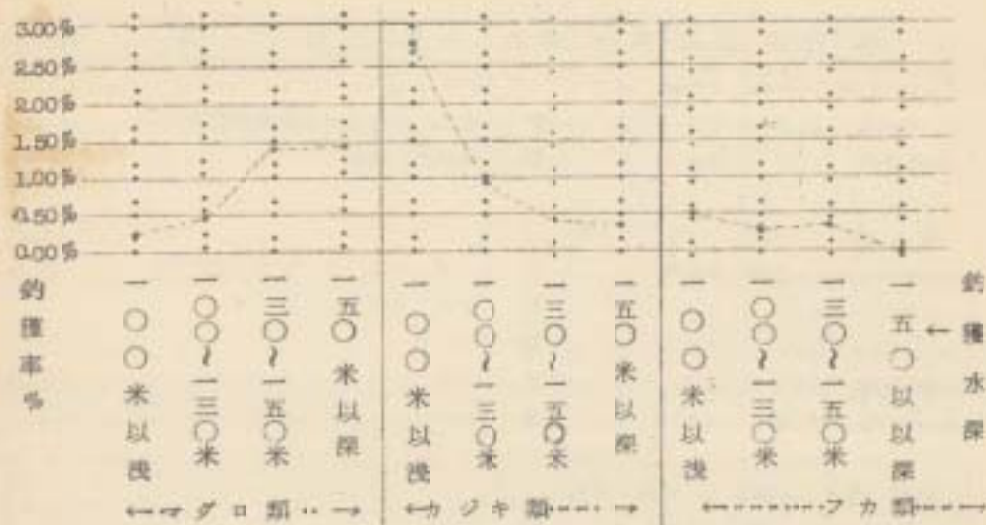 3.00%
2.50%
2.00%
1.50%
1.00%
0.50%
0.00%
釣獲水深
一五〇以深
一三〇~一五〇米
一〇〇~一三〇米
一〇〇米以浅
一五〇米以深
一三〇~一五〇米
一〇〇~一三〇米
一〇〇米以浅
一五〇米以深
一三〇~一五〇米
一〇〇~一三〇米
一〇〇米以浅
釣獲率%
マグロ類
カジキ類
フカ類